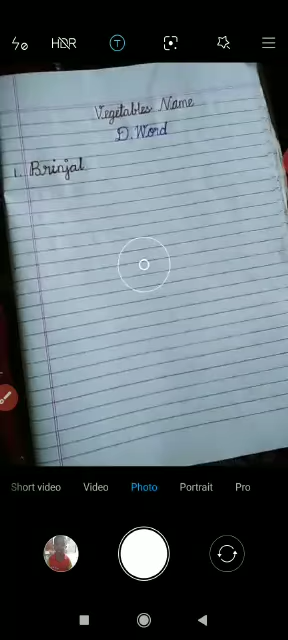 HDR
T
Vegetables Name
D. Word
1. Brinjal
Short video Video Photo Portrait Pro